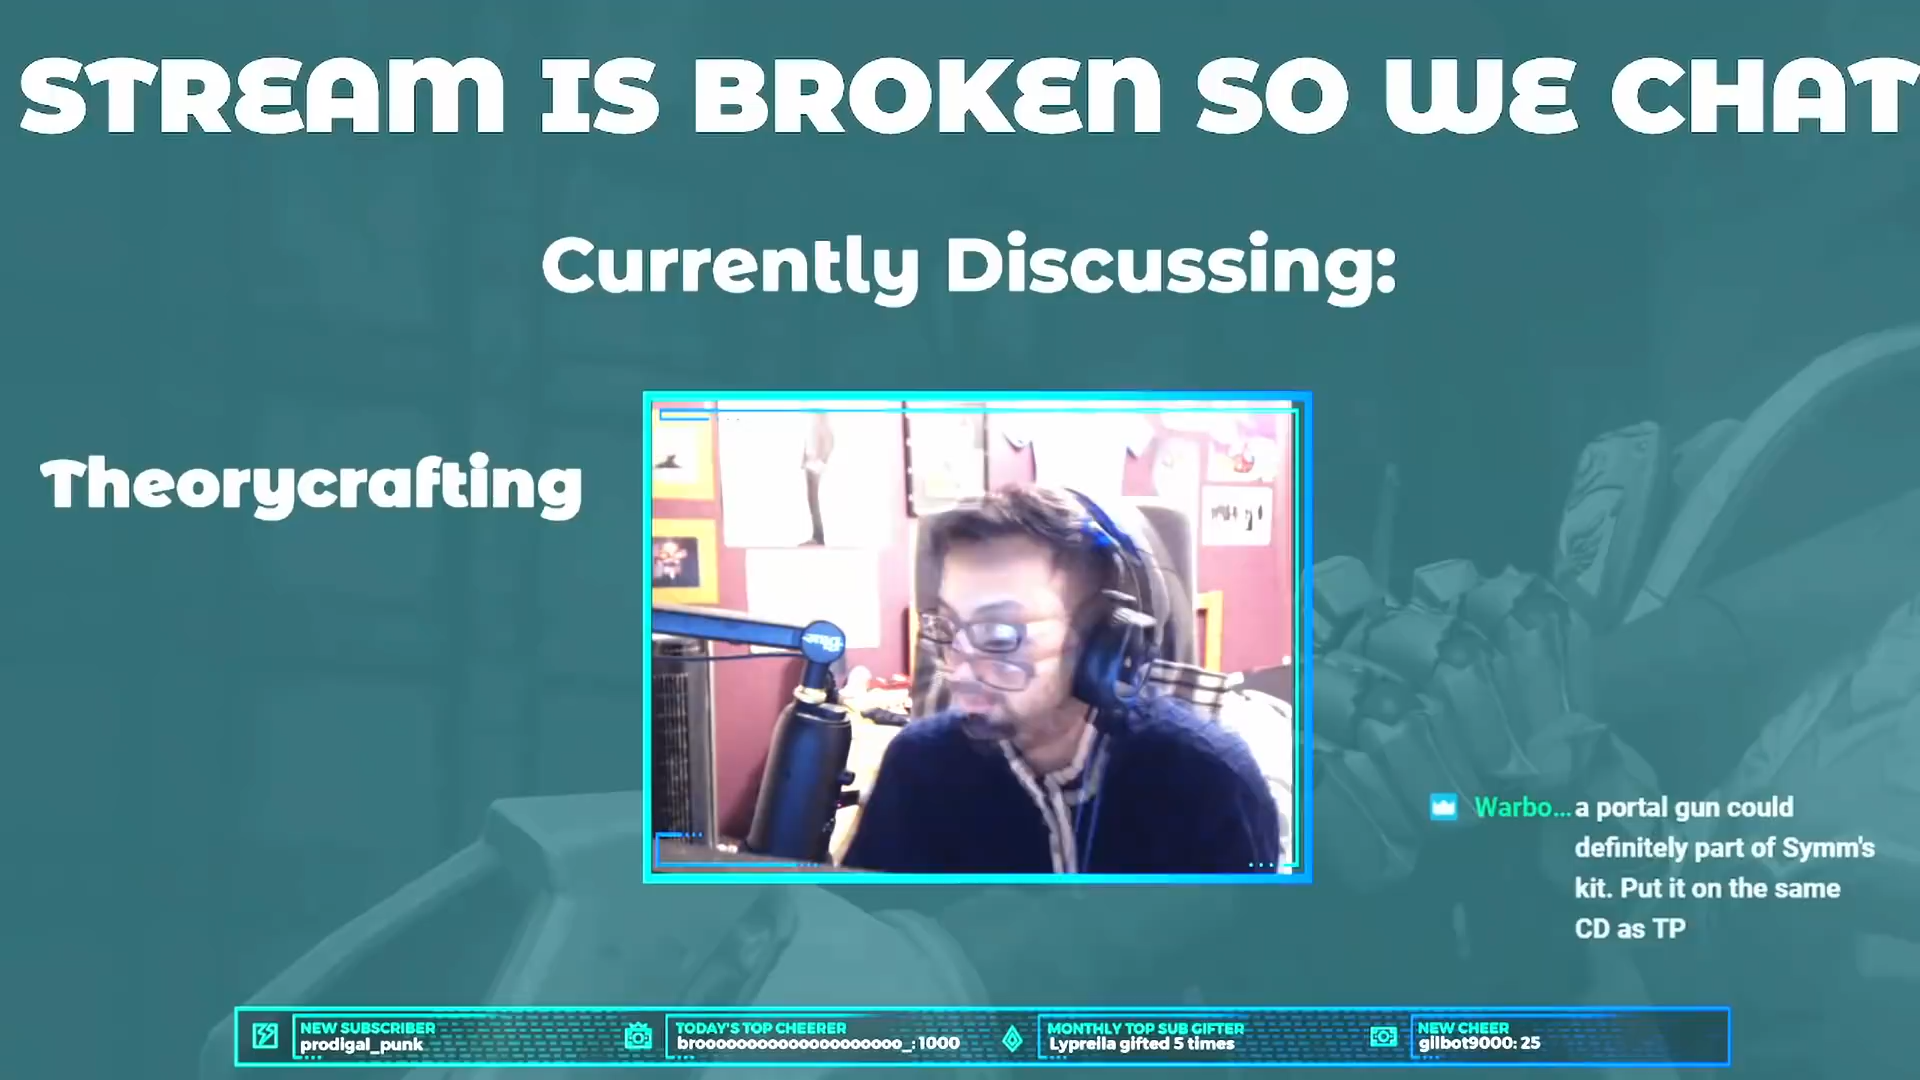 STREAM IS BROKEN SO WE CHAT
Currently Discussing:
Theorycrafting
Warbo... a portal gun could
definitely part of Symm's
kit. Put it on the same
CD as TP
NEW SUBSCRIBER
prodigal_punk
TODAY'S TOP CHEERER
MONTHLY TOP SUB GIFTER
Lyprella gifted 5 times
NEW CHEER
gilbot9000: 25